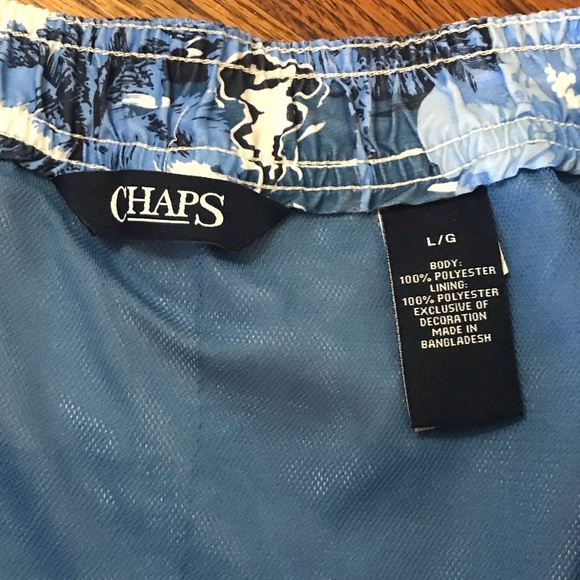 CHAPS
L/G
BODY:
100% POLYESTER
LINING:
100% POLYESTER
EXCLUSIVE OF
DECORATION
MADE IN
BANGLADESH